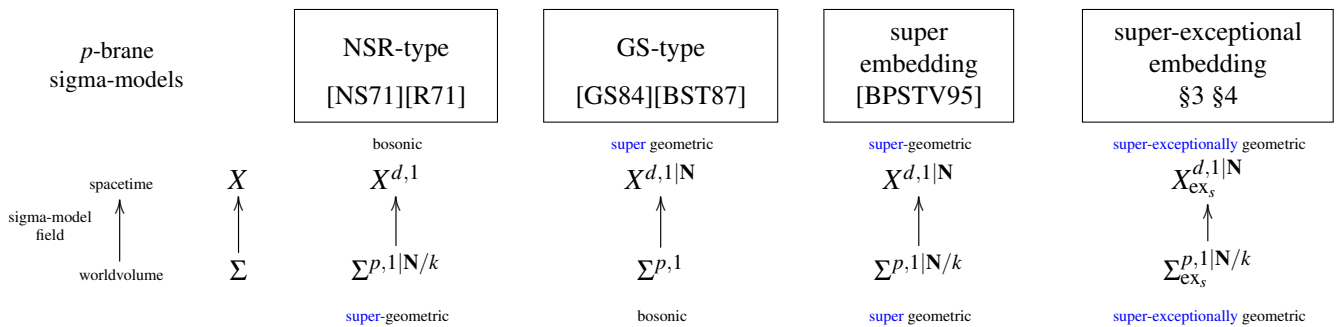 p-brane
sigma-models
NSR-type
[NS71][R71]
GS-type
[GS84][BST87]
super
embedding
[BPSTV95]
super-exceptional
embedding
§3 §4
bosonic
super geometric
super-geometric
super-exceptionally geometric
spacetime
X
X^{d,1}
X^{d,1|N}
X^{d,1|N}
X^{d,1|N}_{ex_s}
sigma-model
field
worldvolume
Σ
Σ^{p,1|N/k}
Σ^{p,1}
Σ^{p,1|N/k}
Σ^{p,1|N/k}_{ex_s}
super-geometric
bosonic
super geometric
super-exceptionally geometric